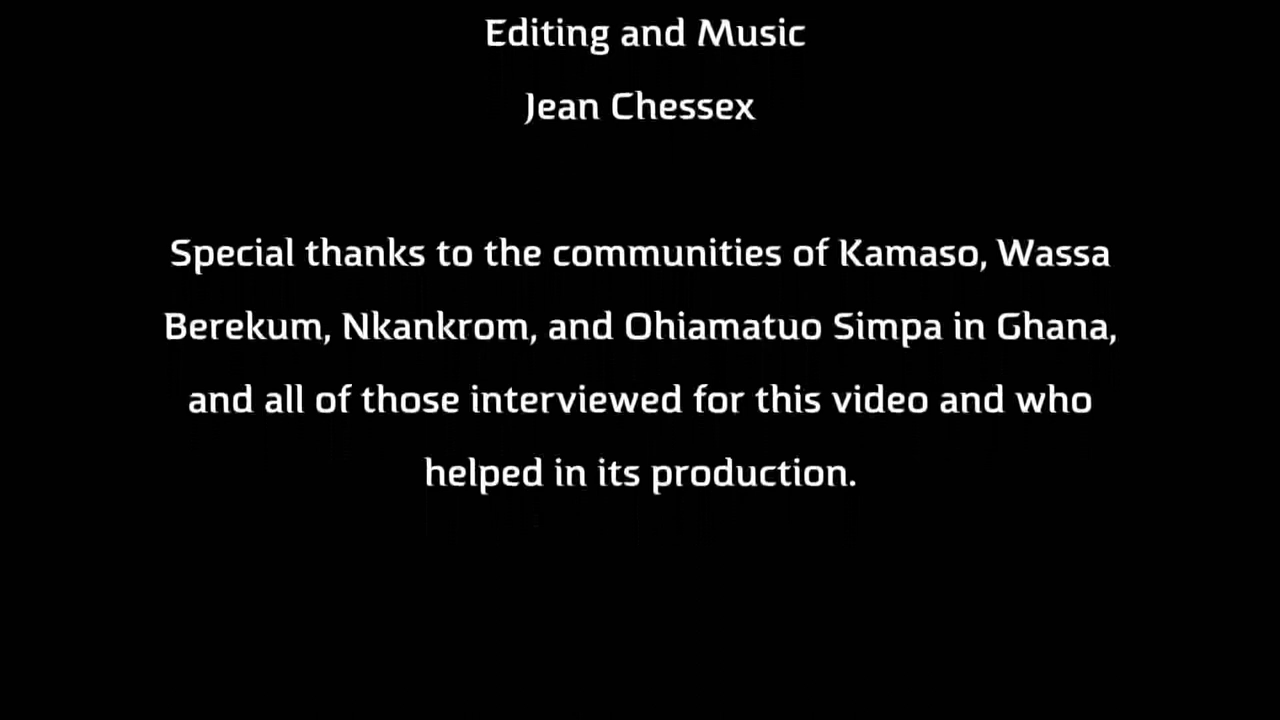 Editing and Music
Jean Chessex
Special thanks to the communities of Kamaso, Wassa
Berekum, Nkankrom, and Ohiamatuo Simpa in Ghana,
and all of those interviewed for this video and who
helped in its production.